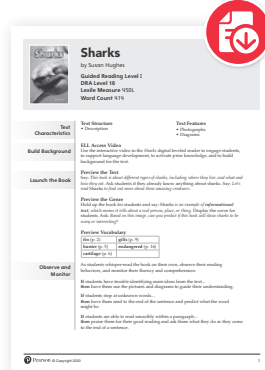 Sharks
Sharks
by Susan Hughes
Guided Reading Level I
DRA Level 16
Lexile Measure 450L
Word Count 414
Text
Characteristics
Text Structure
• Description
Text Features
• Photographs
• Diagrams
Build Background
ELL Access Video
Use the interactive video in the Sharks digital leveled reader to engage students,
to support language development, to activate prior knowledge, and to build
background for the text.
Launch the Book
Preview the Text
Say: This book is about different types of sharks, including where they live, and what and
how they eat. Ask students if they already know anything about sharks. Say: Let's
read Sharks to find out more about these amazing creatures.
Preview the Genre
Hold up the book for students and say: Sharks is an example of informational
text, which means it tells about a real person, place, or thing. Display the cover for
students. Ask: Based on this image, can you predict if this book will show sharks to be
scary or interesting?
Preview Vocabulary
fin (p. 2)
gills (p. 9)
hunter (p. 5)
endangered (p. 16)
cartilage (p. 6)
Observe and
Monitor
As students whisper-read the book on their own, observe their reading
behaviors, and monitor their fluency and comprehension.
If students have trouble identifying main ideas from the text...
then have them use the pictures and diagrams to guide their understanding.
If students stop at unknown words...
then have them read to the end of the sentence and predict what the word
might be.
If students are able to read smoothly within a paragraph...
then praise them for their good reading and ask them what they do as they come
to the end of a sentence.
Pearson © Copyright 2020
1